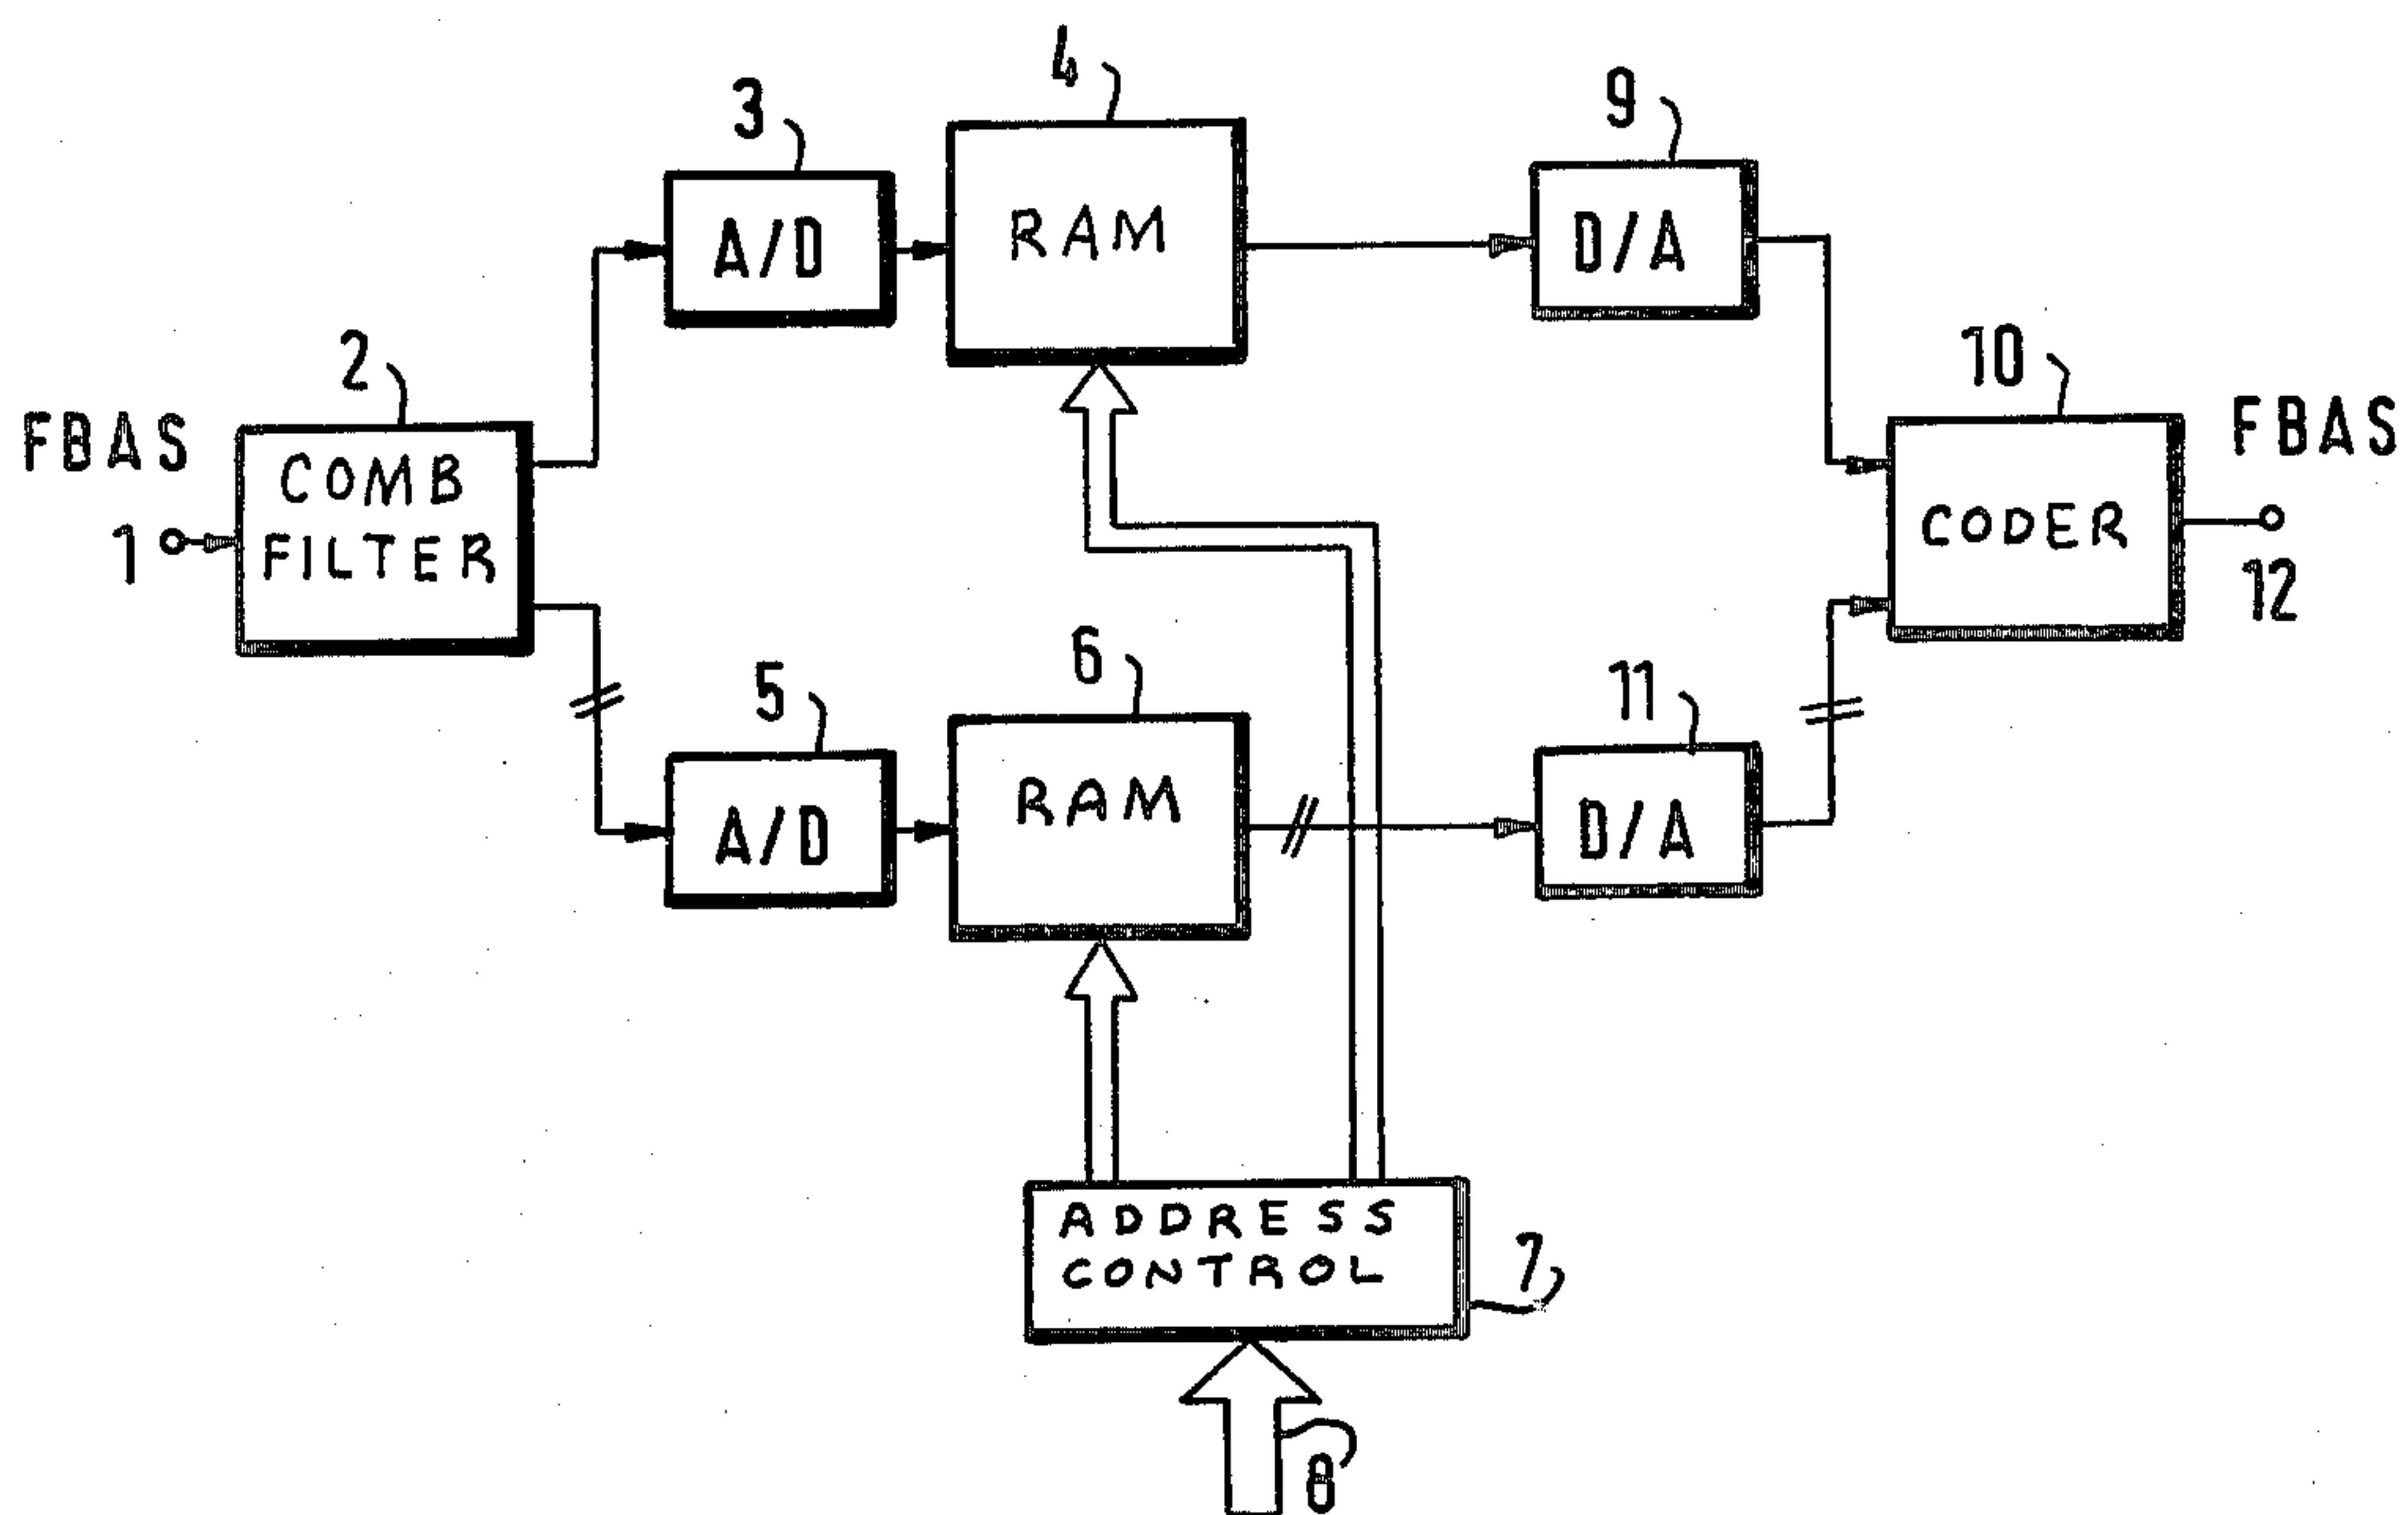 4
3
9
A/D
RAM
D/A
2
10
FBAS
COMB
FILTER
1
FBAS
CODER
12
6
5
11
A/D
RAM
D/A
ADDRESS
CONTROL
7
8